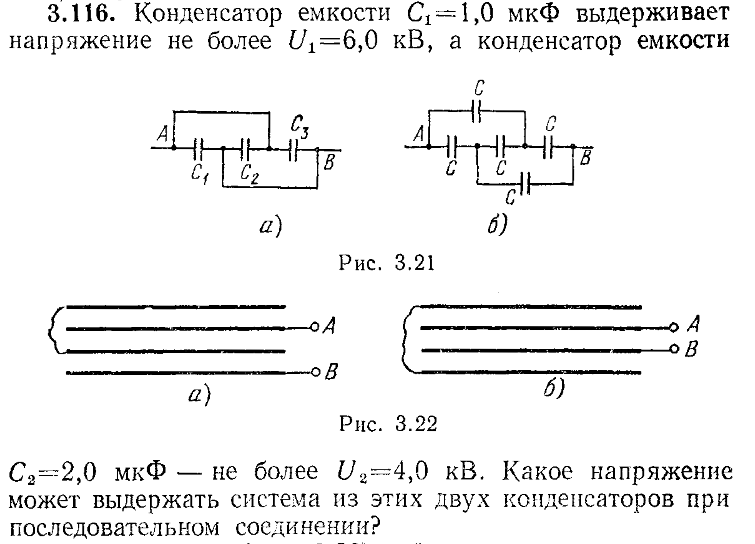 3.116. Конденсатор емкости C₁=1,0 мкФ выдерживает
напряжение не более U₁=6,0 кВ, а конденсатор емкости
A C₁ C₂ C₃ B
а)
C
A C C C B
C
б)
Рис. 3.21
A
B
а)
A
B
б)
Рис. 3.22
C₂=2,0 мкФ — не более U₂=4,0 кВ. Какое напряжение
может выдержать система из этих двух конденсаторов при
последовательном соединении?